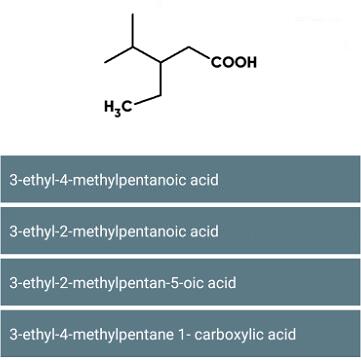 COOH
H₃C
3-ethyl-4-methylpentanoic acid
3-ethyl-2-methylpentanoic acid
3-ethyl-2-methylpentan-5-oic acid
3-ethyl-4-methylpentane 1- carboxylic acid